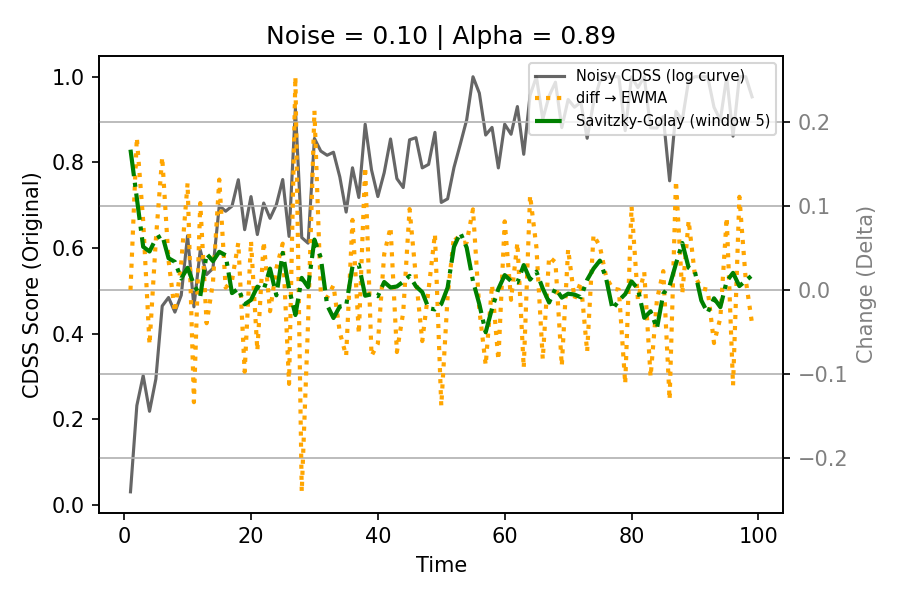 Noise = 0.10 | Alpha = 0.89
Noisy CDSS (log curve)
diff → EWMA
Savitzky-Golay (window 5)
CDSS Score (Original)
1.0
0.8
0.6
0.4
0.2
0.0
0.2
0.1
0.0
−0.1
−0.2
Change (Delta)
0 20 40 60 80 100
Time